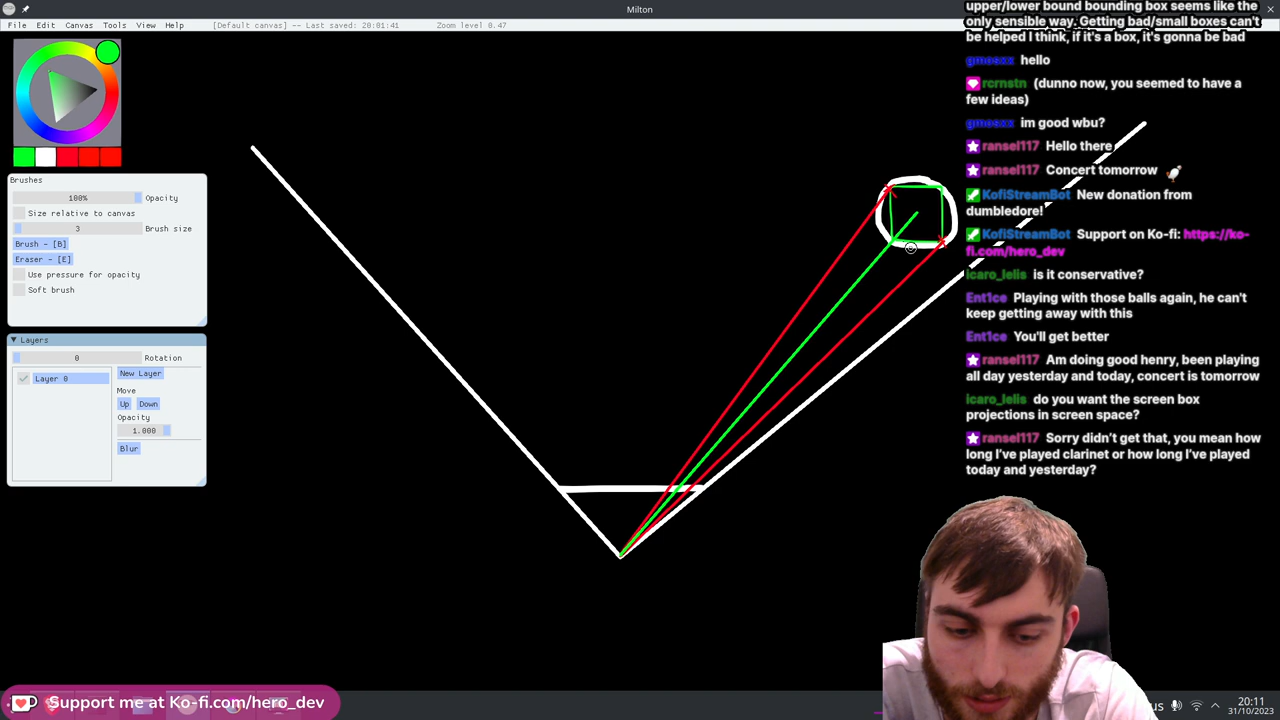 Milton
File Edit Canvas Tools View Help [Default canvas] -- Last saved: 20:01:41 Zoom level 0.47
Brushes
100% Opacity
Size relative to canvas
3 Brush size
Brush - [B]
Eraser - [E]
Use pressure for opacity
Soft brush
Layers
0 Rotation
Layer 0
New Layer
Move
Up Down
Opacity
1.000
Blur
upper/lower bound bounding box seems like the
only sensible way. Getting bad/small boxes can't
be helped I think, if it's a box, it's gonna be bad
gmosxx hello
rcrnstn (dunno now, you seemed to have a
few ideas)
gmosxx im good wbu?
ransel117 Hello there
ransel117 Concert tomorrow
KofiStreamBot New donation from
dumbledore!
KofiStreamBot Support on Ko-fi: https://ko-
fi.com/hero_dev
icaro_lelis is it conservative?
Ent1ce Playing with those balls again, he can't
keep getting away with this
Ent1ce You'll get better
ransel117 Am doing good henry, been playing
all day yesterday and today, concert is tomorrow
icaro_lelis do you want the screen box
projections in screen space?
ransel117 Sorry didn't get that, you mean how
long I've played clarinet or how long I've played
today and yesterday?
Support me at Ko-fi.com/hero_dev
us
20:11
31/10/2023